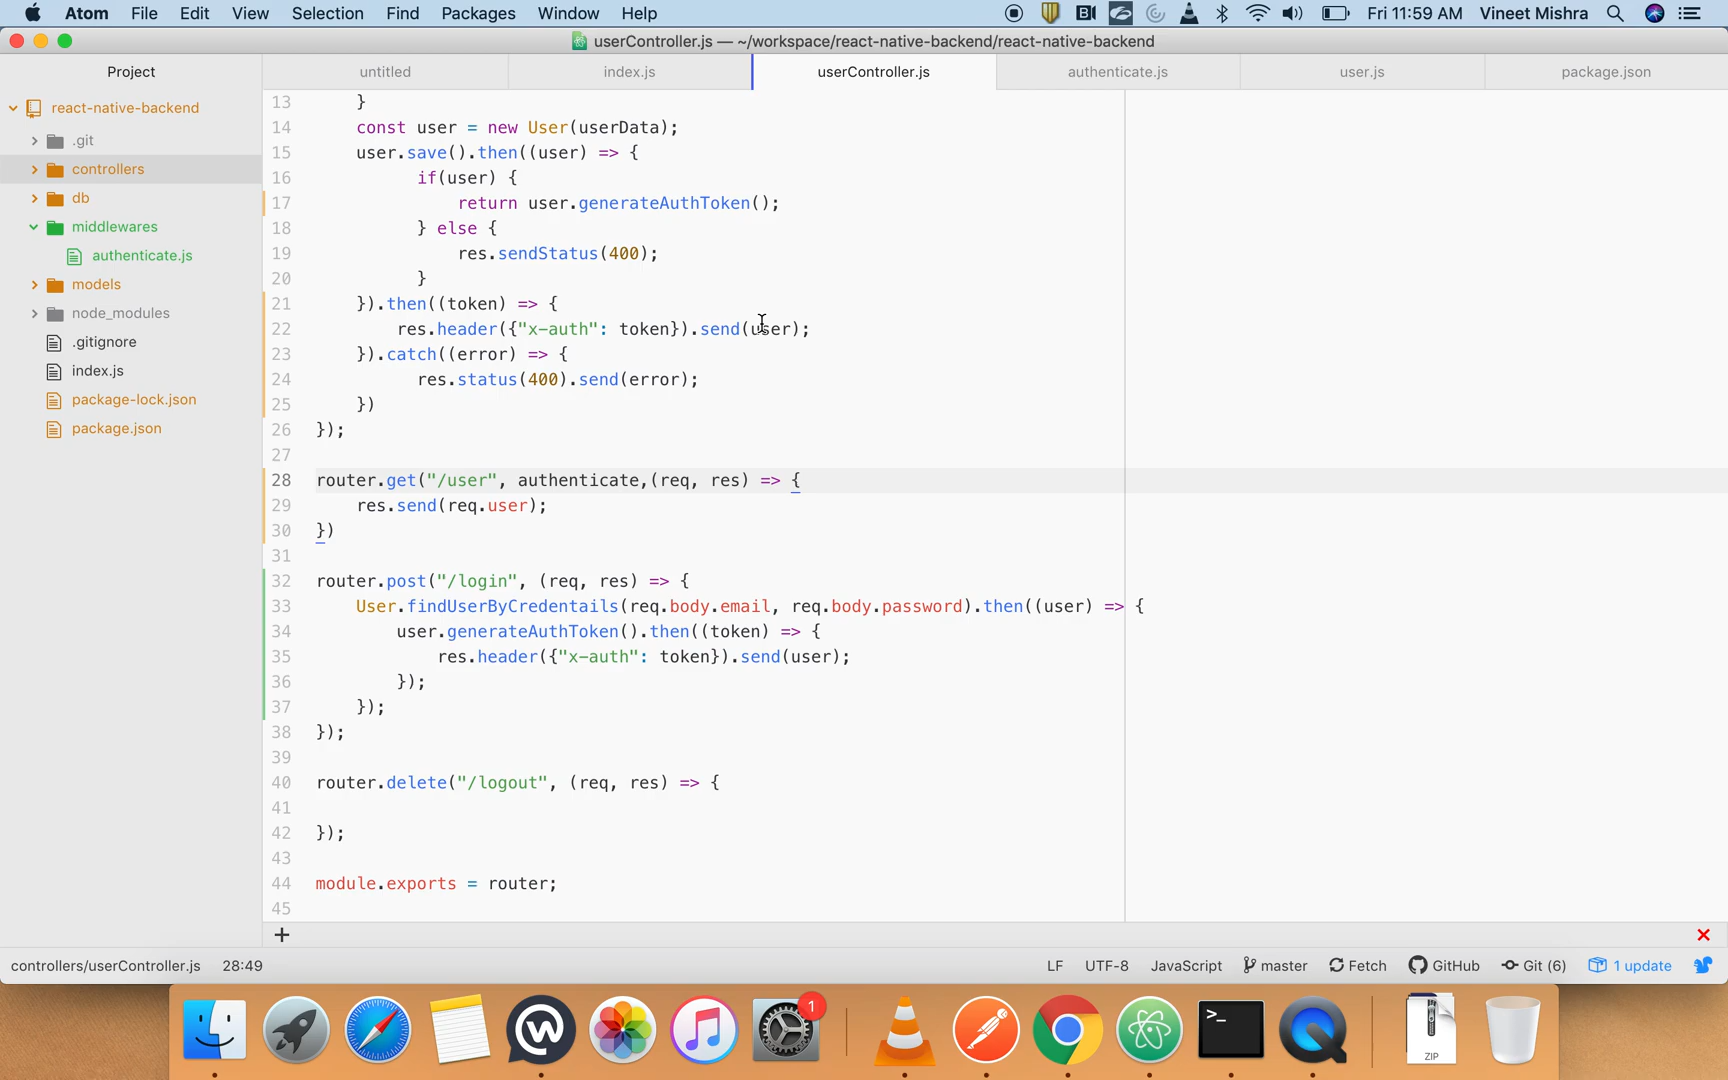 Atom File Edit View Selection Find Packages Window Help Fri 11:59 AM Vineet Mishra
userController.js — ~/workspace/react-native-backend/react-native-backend
Project untitled index.js userController.js authenticate.js user.js package.json
react-native-backend
.git
controllers
db
middlewares
authenticate.js
models
node_modules
.gitignore
index.js
package-lock.json
package.json
13 }
14 const user = new User(userData);
15 user.save().then((user) => {
16 if(user) {
17 return user.generateAuthToken();
18 } else {
19 res.sendStatus(400);
20 }
21 }).then((token) => {
22 res.header({"x-auth": token}).send(user);
23 }).catch((error) => {
24 res.status(400).send(error);
25 })
26 });
27
28 router.get("/user", authenticate,(req, res) => {
29 res.send(req.user);
30 })
31
32 router.post("/login", (req, res) => {
33 User.findUserByCredentails(req.body.email, req.body.password).then((user) => {
34 user.generateAuthToken().then((token) => {
35 res.header({"x-auth": token}).send(user);
36 });
37 });
38 });
39
40 router.delete("/logout", (req, res) => {
41
42 });
43
44 module.exports = router;
45
controllers/userController.js 28:49 LF UTF-8 JavaScript master Fetch GitHub Git (6) 1 update
1
>_
ZIP